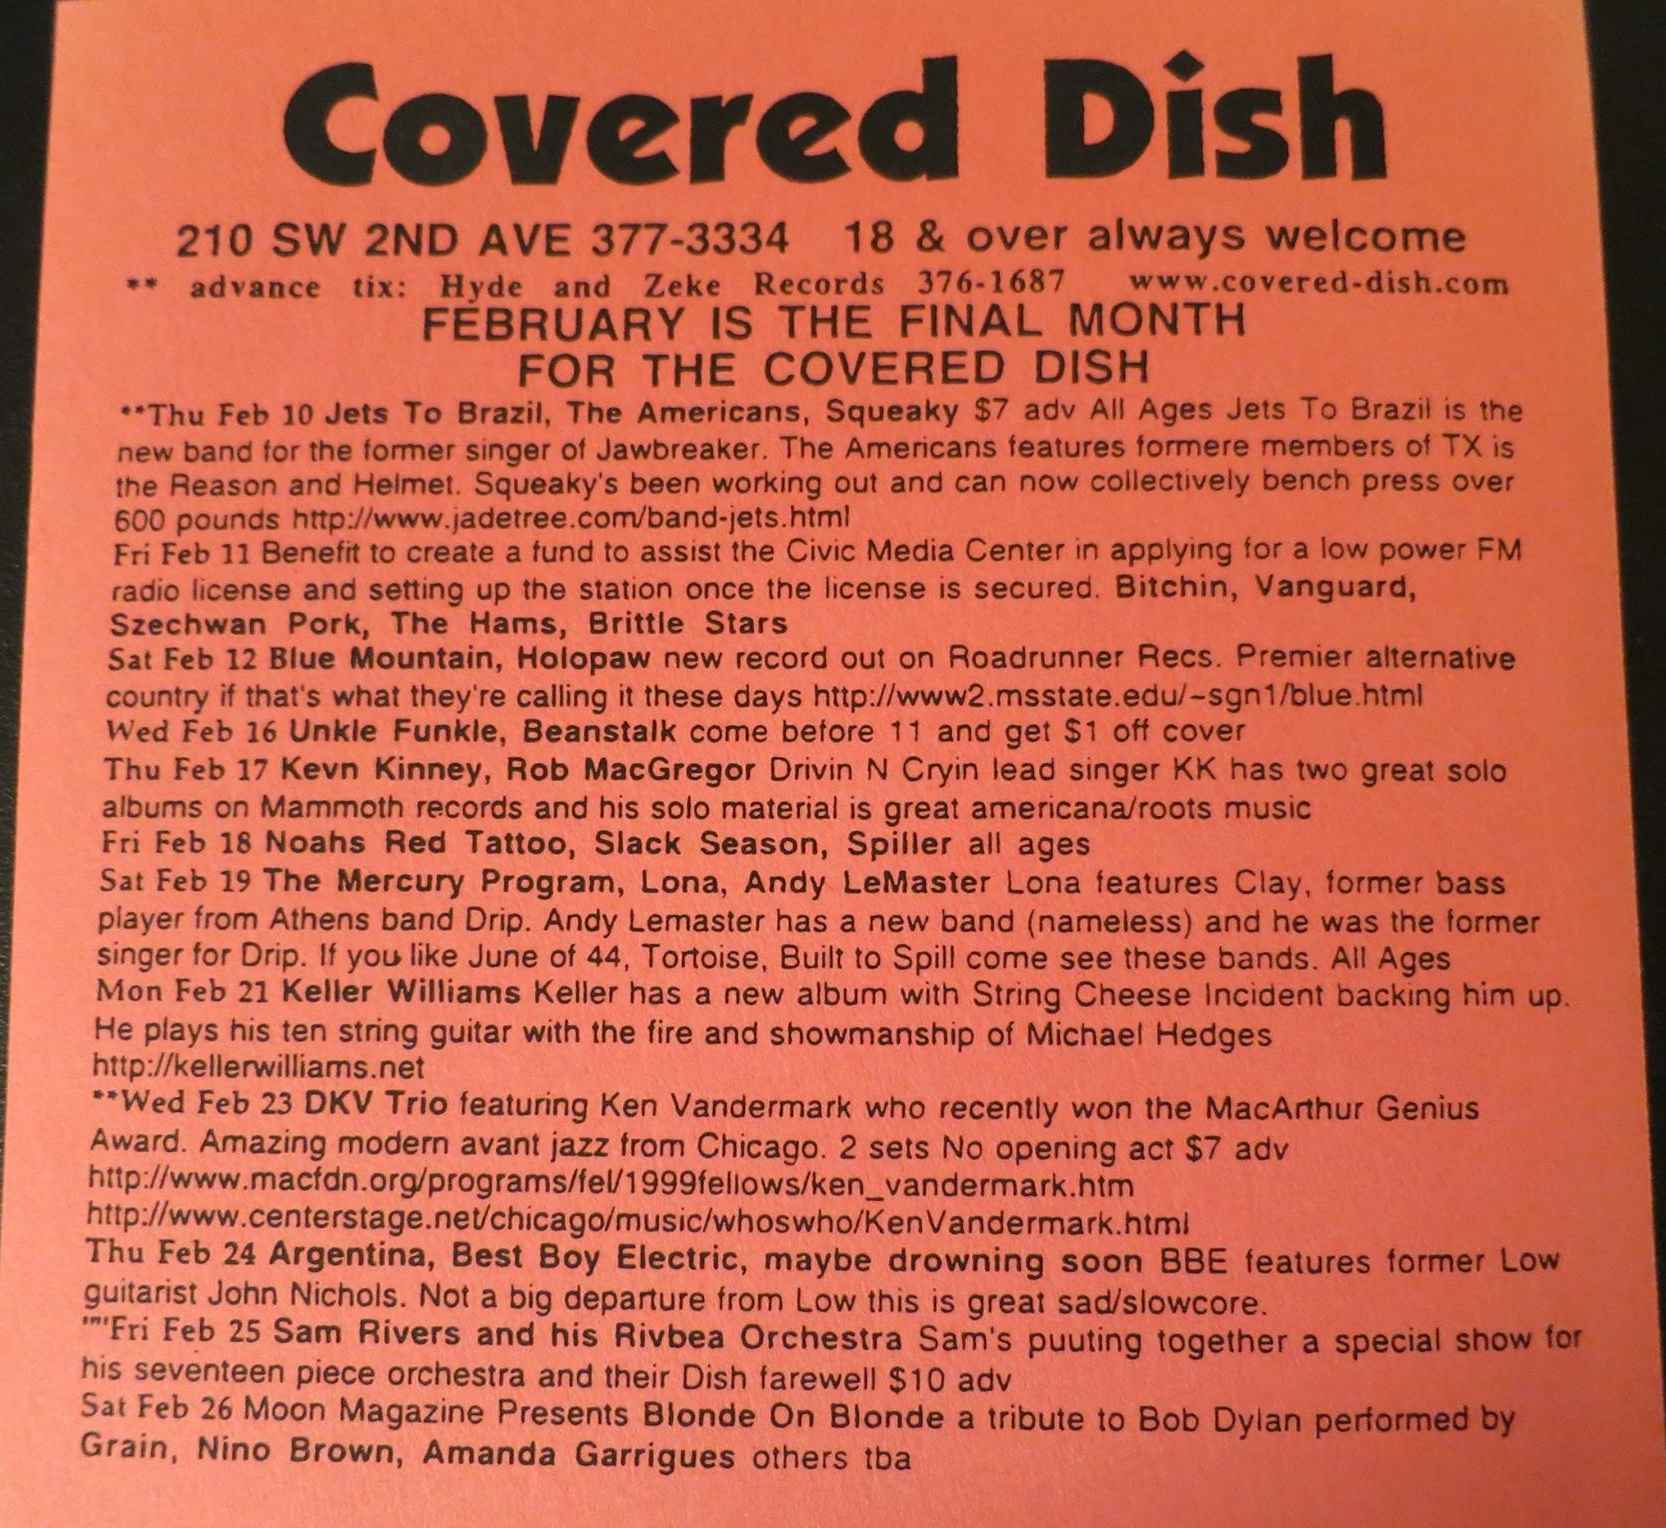 Covered Dish
210 SW 2ND AVE 377-3334 18 & over always welcome
** advance tix: Hyde and Zeke Records 376-1687 www.covered-dish.com
FEBRUARY IS THE FINAL MONTH
FOR THE COVERED DISH
**Thu Feb 10 Jets To Brazil, The Americans, Squeaky $7 adv All Ages Jets To Brazil is the
new band for the former singer of Jawbreaker. The Americans features formere members of TX is
the Reason and Helmet. Squeaky's been working out and can now collectively bench press over
600 pounds http://www.jadetree.com/band-jets.html
Fri Feb 11 Benefit to create a fund to assist the Civic Media Center in applying for a low power FM
radio license and setting up the station once the license is secured. Bitchin, Vanguard,
Szechwan Pork, The Hams, Brittle Stars
Sat Feb 12 Blue Mountain, Holopaw new record out on Roadrunner Recs. Premier alternative
country if that's what they're calling it these days http://www2.msstate.edu/~sgn1/blue.html
Wed Feb 16 Unkle Funkle, Beanstalk come before 11 and get $1 off cover
Thu Feb 17 Kevn Kinney, Rob MacGregor Drivin N Cryin lead singer KK has two great solo
albums on Mammoth records and his solo material is great americana/roots music
Fri Feb 18 Noahs Red Tattoo, Slack Season, Spiller all ages
Sat Feb 19 The Mercury Program, Lona, Andy LeMaster Lona features Clay, former bass
player from Athens band Drip. Andy Lemaster has a new band (nameless) and he was the former
singer for Drip. If you like June of 44, Tortoise, Built to Spill come see these bands. All Ages
Mon Feb 21 Keller Williams Keller has a new album with String Cheese Incident backing him up.
He plays his ten string guitar with the fire and showmanship of Michael Hedges
http://kellerwilliams.net
**Wed Feb 23 DKV Trio featuring Ken Vandermark who recently won the MacArthur Genius
Award. Amazing modern avant jazz from Chicago. 2 sets No opening act $7 adv
http://www.macfdn.org/programs/fel/1999fellows/ken_vandermark.htm
http://www.centerstage.net/chicago/music/whoswho/KenVandermark.html
Thu Feb 24 Argentina, Best Boy Electric, maybe drowning soon BBE features former Low
guitarist John Nichols. Not a big departure from Low this is great sad/slowcore.
""'Fri Feb 25 Sam Rivers and his Rivbea Orchestra Sam's puuting together a special show for
his seventeen piece orchestra and their Dish farewell $10 adv
Sat Feb 26 Moon Magazine Presents Blonde On Blonde a tribute to Bob Dylan performed by
Grain, Nino Brown, Amanda Garrigues others tba